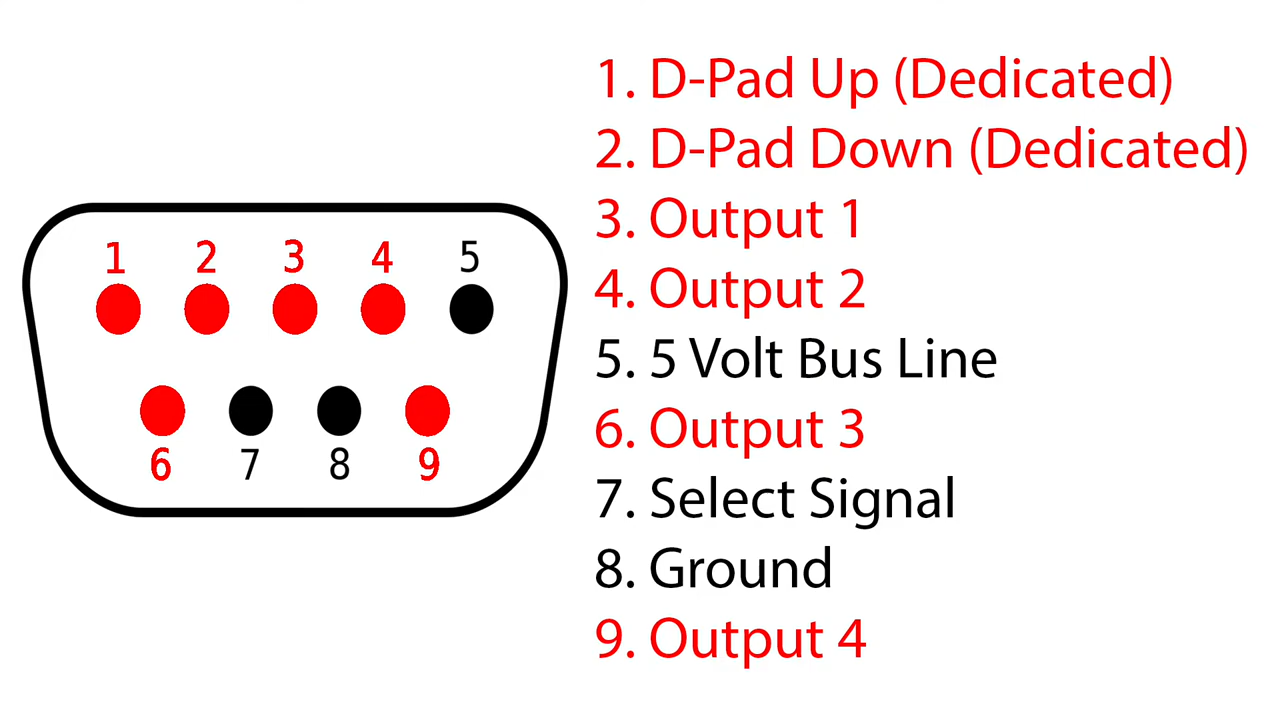 1 2 3 4 5
6 7 8 9
1. D-Pad Up (Dedicated)
2. D-Pad Down (Dedicated)
3. Output 1
4. Output 2
5. 5 Volt Bus Line
6. Output 3
7. Select Signal
8. Ground
9. Output 4